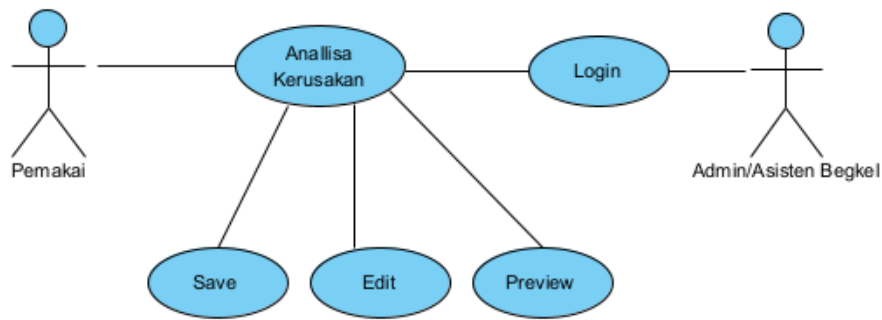 Anallisa
Kerusakan
Login
Pemakai
Admin/Asisten Begkel
Save
Edit
Preview